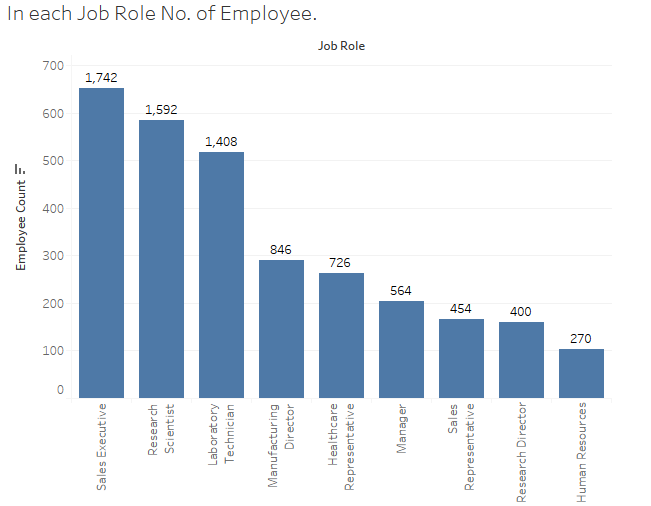 In each Job Role No. of Employee.
Job Role
Employee Count
700
600
500
400
300
200
100
0
1,742
1,592
1,408
846
726
564
454
400
270
Sales Executive
Research
Scientist
Laboratory
Technician
Manufacturing
Director
Healthcare
Representative
Manager
Sales
Representative
Research Director
Human Resources